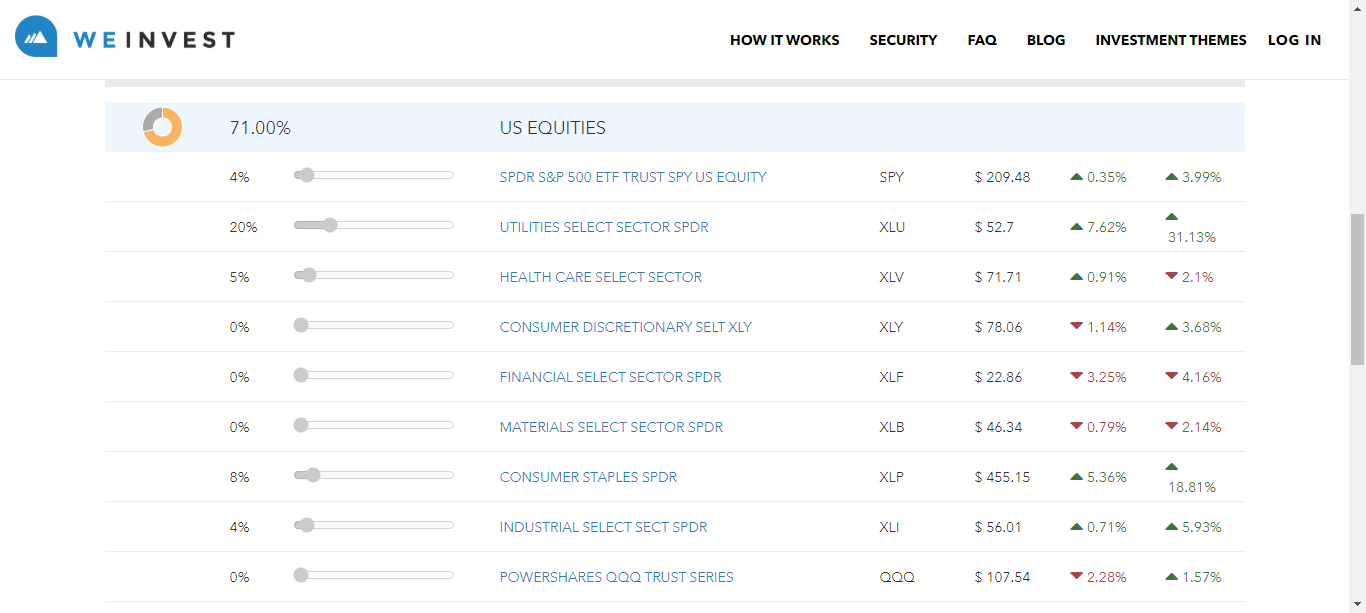 WEINVEST
HOW IT WORKS SECURITY FAQ BLOG INVESTMENT THEMES LOG IN
71.00% US EQUITIES
4% SPDR S&P 500 ETF TRUST SPY US EQUITY SPY $ 209.48 0.35% 3.99%
20% UTILITIES SELECT SECTOR SPDR XLU $ 52.7 7.62% 31.13%
5% HEALTH CARE SELECT SECTOR XLV $ 71.71 0.91% 2.1%
0% CONSUMER DISCRETIONARY SELT XLY XLY $ 78.06 1.14% 3.68%
0% FINANCIAL SELECT SECTOR SPDR XLF $ 22.86 3.25% 4.16%
0% MATERIALS SELECT SECTOR SPDR XLB $ 46.34 0.79% 2.14%
8% CONSUMER STAPLES SPDR XLP $ 455.15 5.36% 18.81%
4% INDUSTRIAL SELECT SECT SPDR XLI $ 56.01 0.71% 5.93%
0% POWERSHARES QQQ TRUST SERIES QQQ $ 107.54 2.28% 1.57%